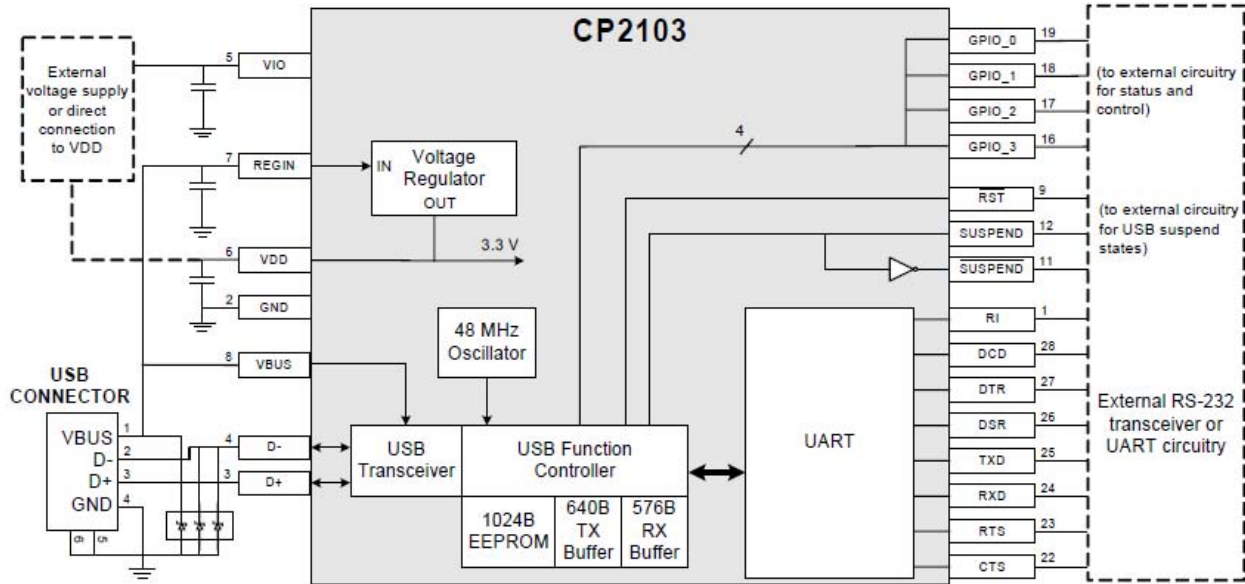 CP2103
External
voltage supply
or direct
connection
to VDD
5
VIO
7
REGIN
6
VDD
2
GND
8
VBUS
4
D-
3
D+
USB
CONNECTOR
VBUS
D-
D+
GND
1
2
3
4
6
5
IN
Voltage
Regulator
OUT
3.3 V
48 MHz
Oscillator
USB
Transceiver
USB Function
Controller
1024B
EEPROM
640B
TX
Buffer
576B
RX
Buffer
UART
4
GPIO_0
19
GPIO_1
18
GPIO_2
17
GPIO_3
16
RST
9
SUSPEND
12
SUSPEND
11
RI
1
DCD
28
DTR
27
DSR
26
TXD
25
RXD
24
RTS
23
CTS
22
(to external circuitry
for status and
control)
(to external circuitry
for USB suspend
states)
External RS-232
transceiver or
UART circuitry